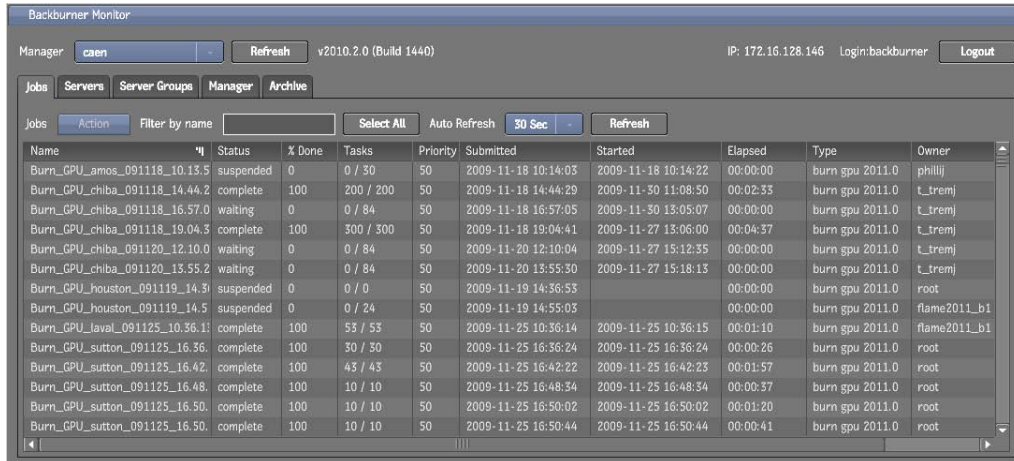 Backburner Monitor
Manager caen Refresh v2010.2.0 (Build 1440) IP: 172.16.128.146 Login:backburner Logout
Jobs Servers Server Groups Manager Archive
Jobs Action Filter by name Select All Auto Refresh 30 Sec Refresh
Name Status % Done Tasks Priority Submitted Started Elapsed Type Owner
Burn_GPU_amos_091118_10.13.5 suspended 0 0 / 30 50 2009-11-18 10:14:03 2009-11-18 10:14:22 00:00:00 burn gpu 2011.0 phillij
Burn_GPU_chiba_091118_14.44.2 complete 100 200 / 200 50 2009-11-18 14:44:29 2009-11-30 11:08:50 00:02:33 burn gpu 2011.0 t_tremj
Burn_GPU_chiba_091118_16.57.0 waiting 0 0 / 84 50 2009-11-18 16:57:05 2009-11-30 13:05:07 00:00:00 burn gpu 2011.0 t_tremj
Burn_GPU_chiba_091118_19.04.3 complete 100 300 / 300 50 2009-11-18 19:04:41 2009-11-27 13:06:00 00:04:37 burn gpu 2011.0 t_tremj
Burn_GPU_chiba_091120_12.10.0 waiting 0 0 / 84 50 2009-11-20 12:10:04 2009-11-27 15:12:35 00:00:00 burn gpu 2011.0 t_tremj
Burn_GPU_chiba_091120_13.55.2 waiting 0 0 / 84 50 2009-11-20 13:55:30 2009-11-27 15:18:13 00:00:00 burn gpu 2011.0 t_tremj
Burn_GPU_houston_091119_14.3 suspended 0 0 / 0 50 2009-11-19 14:36:53 00:00:00 burn gpu 2011.0 root
Burn_GPU_houston_091119_14.5 suspended 0 0 / 24 50 2009-11-19 14:55:03 00:00:00 burn gpu 2011.0 flame2011_b1
Burn_GPU_laval_091125_10.36.1 complete 100 53 / 53 50 2009-11-25 10:36:14 2009-11-25 10:36:15 00:01:10 burn gpu 2011.0 flame2011_b1
Burn_GPU_sutton_091125_16.36. complete 100 30 / 30 50 2009-11-25 16:36:24 2009-11-25 16:36:24 00:00:26 burn gpu 2011.0 root
Burn_GPU_sutton_091125_16.42. complete 100 43 / 43 50 2009-11-25 16:42:22 2009-11-25 16:42:23 00:01:57 burn gpu 2011.0 root
Burn_GPU_sutton_091125_16.48. complete 100 10 / 10 50 2009-11-25 16:48:34 2009-11-25 16:48:34 00:00:37 burn gpu 2011.0 root
Burn_GPU_sutton_091125_16.50. complete 100 10 / 10 50 2009-11-25 16:50:02 2009-11-25 16:50:02 00:01:20 burn gpu 2011.0 root
Burn_GPU_sutton_091125_16.50. complete 100 10 / 10 50 2009-11-25 16:50:44 2009-11-25 16:50:44 00:00:41 burn gpu 2011.0 root